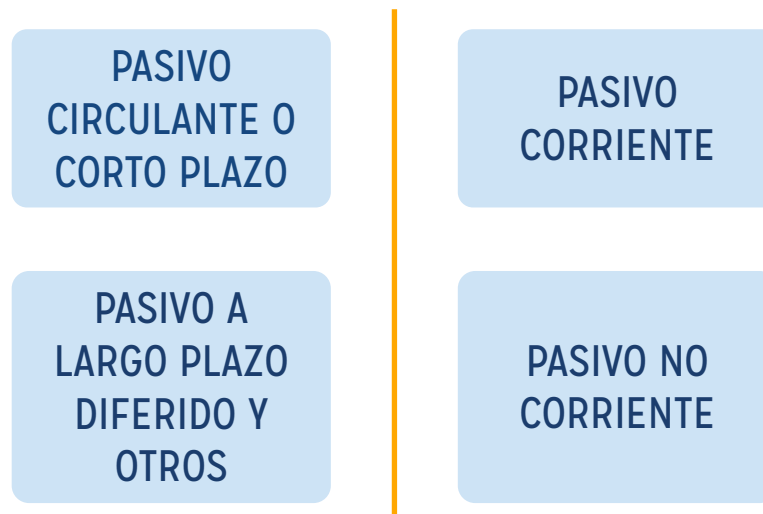 PASIVO
CIRCULANTE O
CORTO PLAZO
PASIVO
CORRIENTE
PASIVO A
LARGO PLAZO
DIFERIDO Y
OTROS
PASIVO NO
CORRIENTE